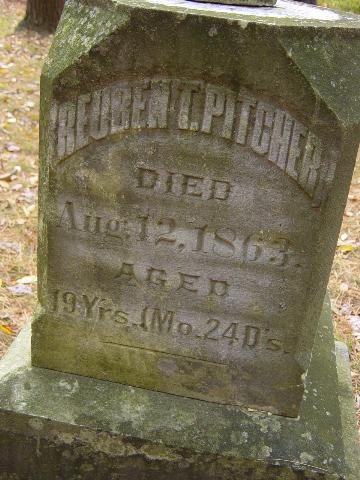 REUBEN T. PITCHER,
DIED
Aug. 12, 1863.
AGED
19 Yrs. 1 Mo. 24 D's.